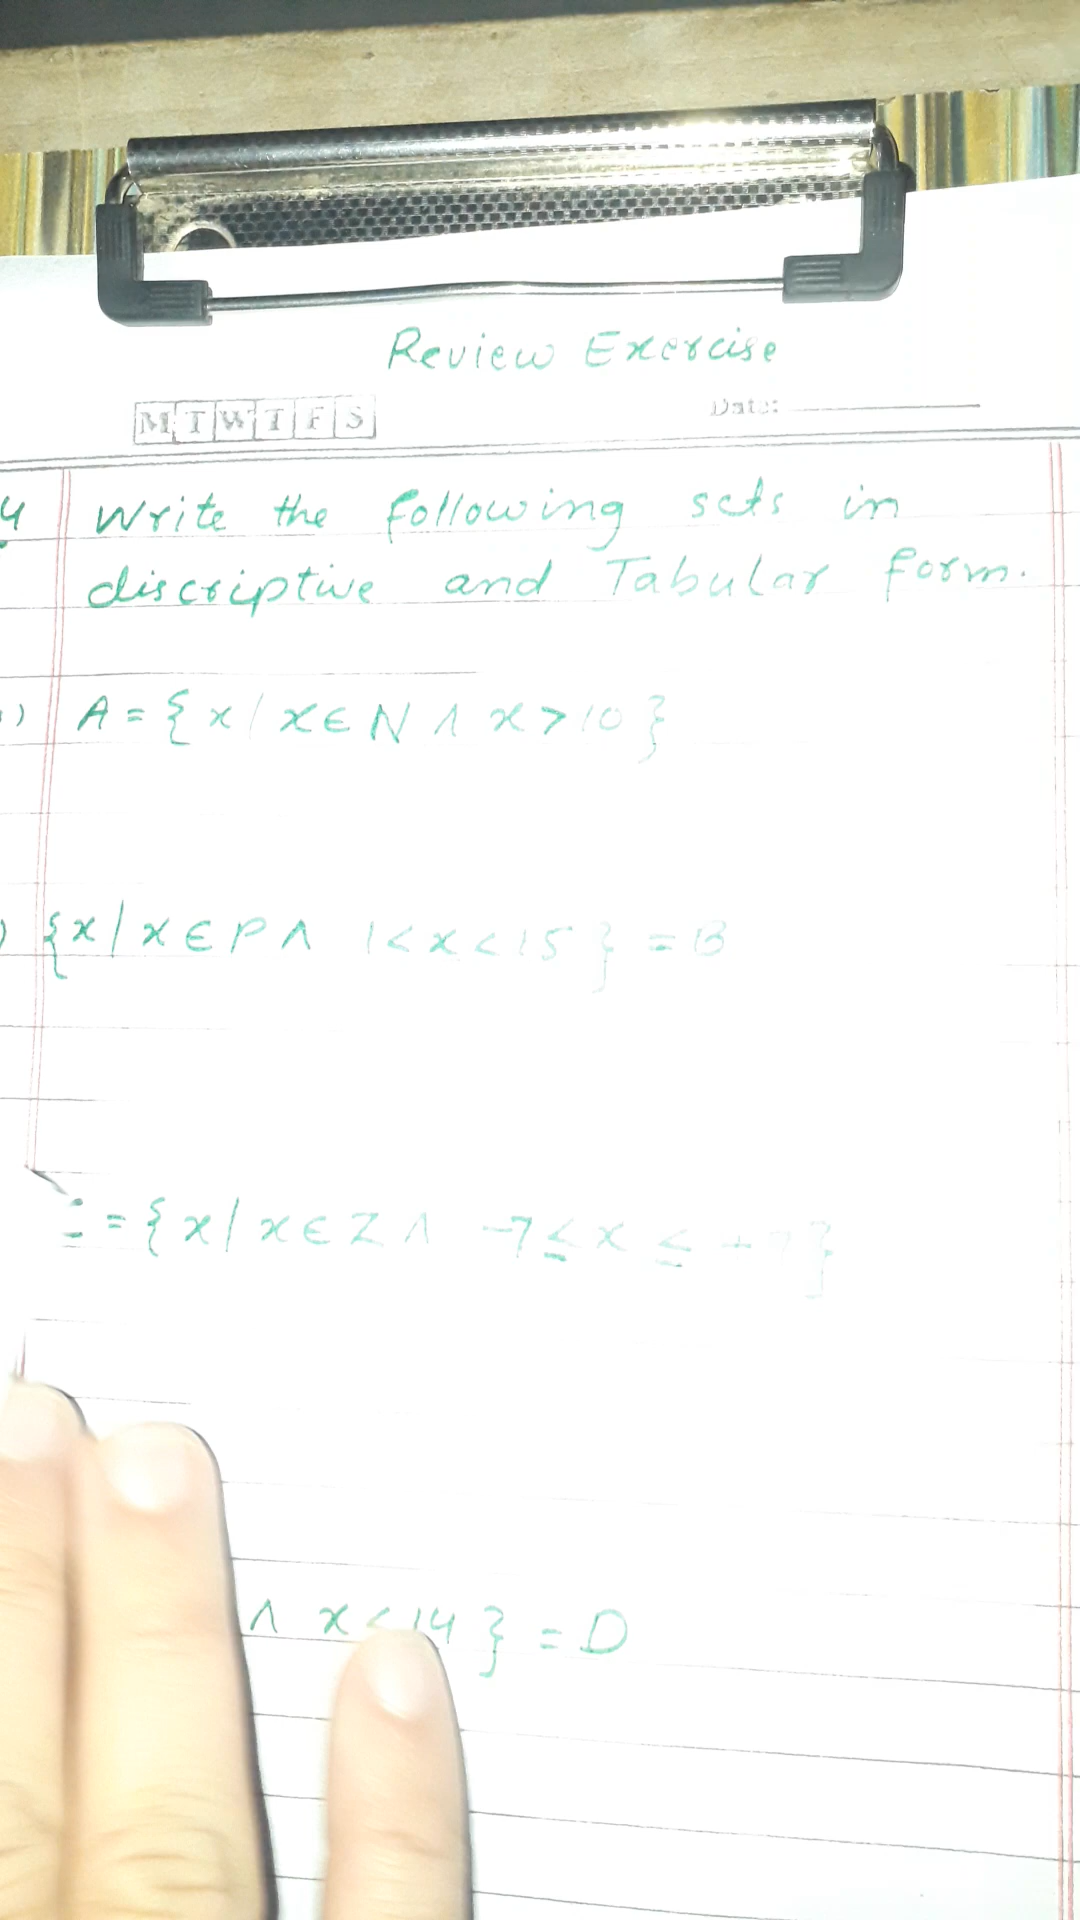 Review Exercise
M T W T F S Date:
4 Write the following sets in
discriptive and Tabular form.
) A = { x / x ∈ N ∧ x > 10 }
) { x / x ∈ P ∧ 1 < x < 15 } = B
= { x / x ∈ Z ∧ -7 ≤ x ≤ +7 }
∧ x < 14 } = D